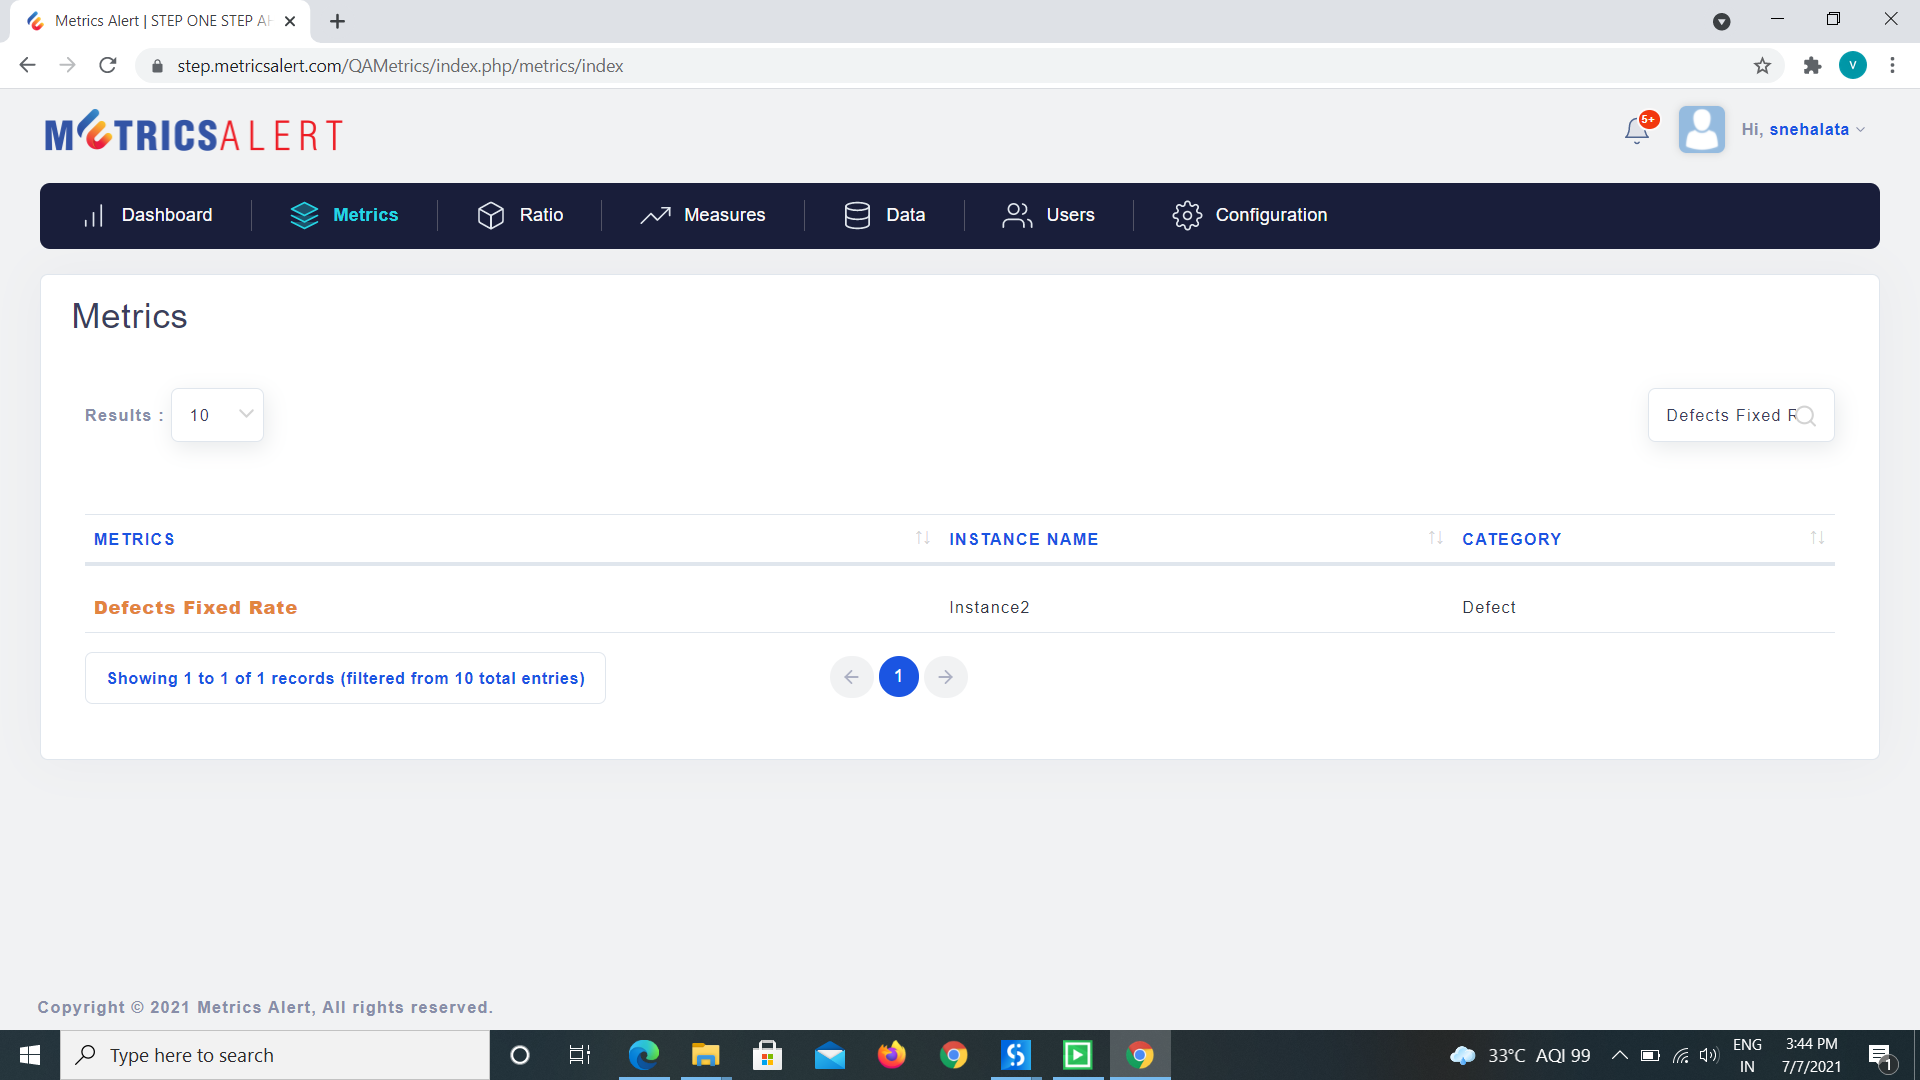 Metrics Alert | STEP ONE STEP AH
step.metricsalert.com/QAMetrics/index.php/metrics/index
V
METRICSALERT
5+
Hi, snehalata
Dashboard
Metrics
Ratio
Measures
Data
Users
Configuration
Metrics
Results :
10
Defects Fixed R
METRICS
INSTANCE NAME
CATEGORY
Defects Fixed Rate
Instance2
Defect
Showing 1 to 1 of 1 records (filtered from 10 total entries)
1
Copyright © 2021 Metrics Alert, All rights reserved.
Type here to search
33°C AQI 99
ENG
IN
3:44 PM
7/7/2021
1